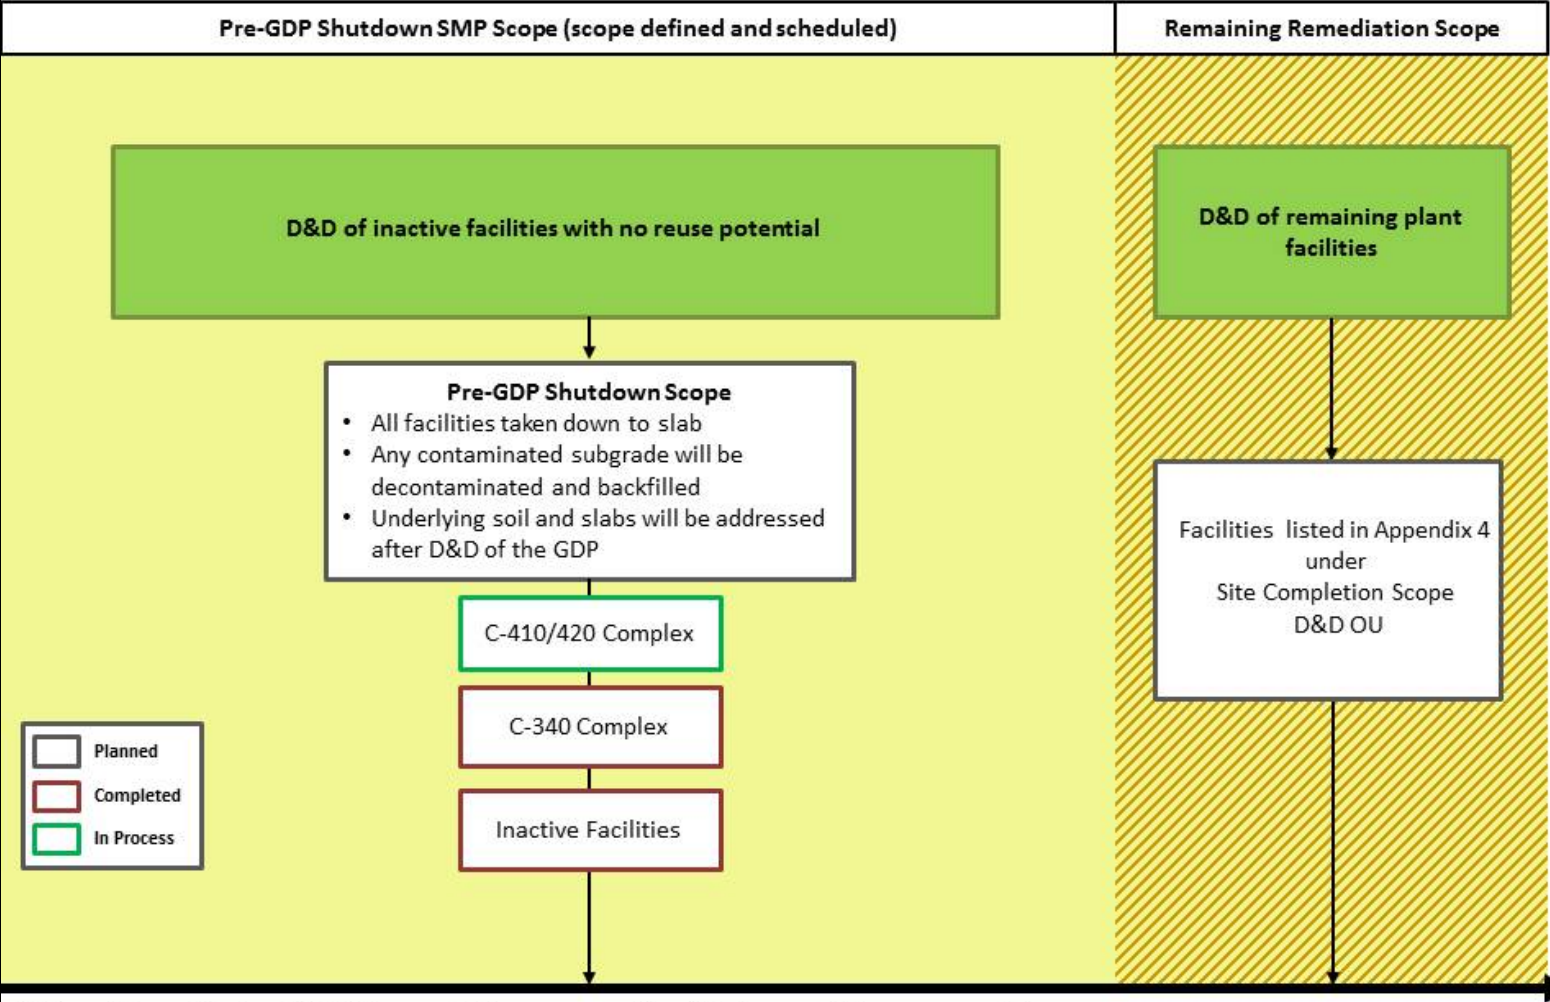 Pre-GDP Shutdown SMP Scope (scope defined and scheduled)
Remaining Remediation Scope
D&D of inactive facilities with no reuse potential
D&D of remaining plant
facilities
Pre-GDP Shutdown Scope
• All facilities taken down to slab
• Any contaminated subgrade will be
decontaminated and backfilled
• Underlying soil and slabs will be addressed
after D&D of the GDP
Facilities listed in Appendix 4
under
Site Completion Scope
D&D OU
C-410/420 Complex
C-340 Complex
Inactive Facilities
Planned
Completed
In Process